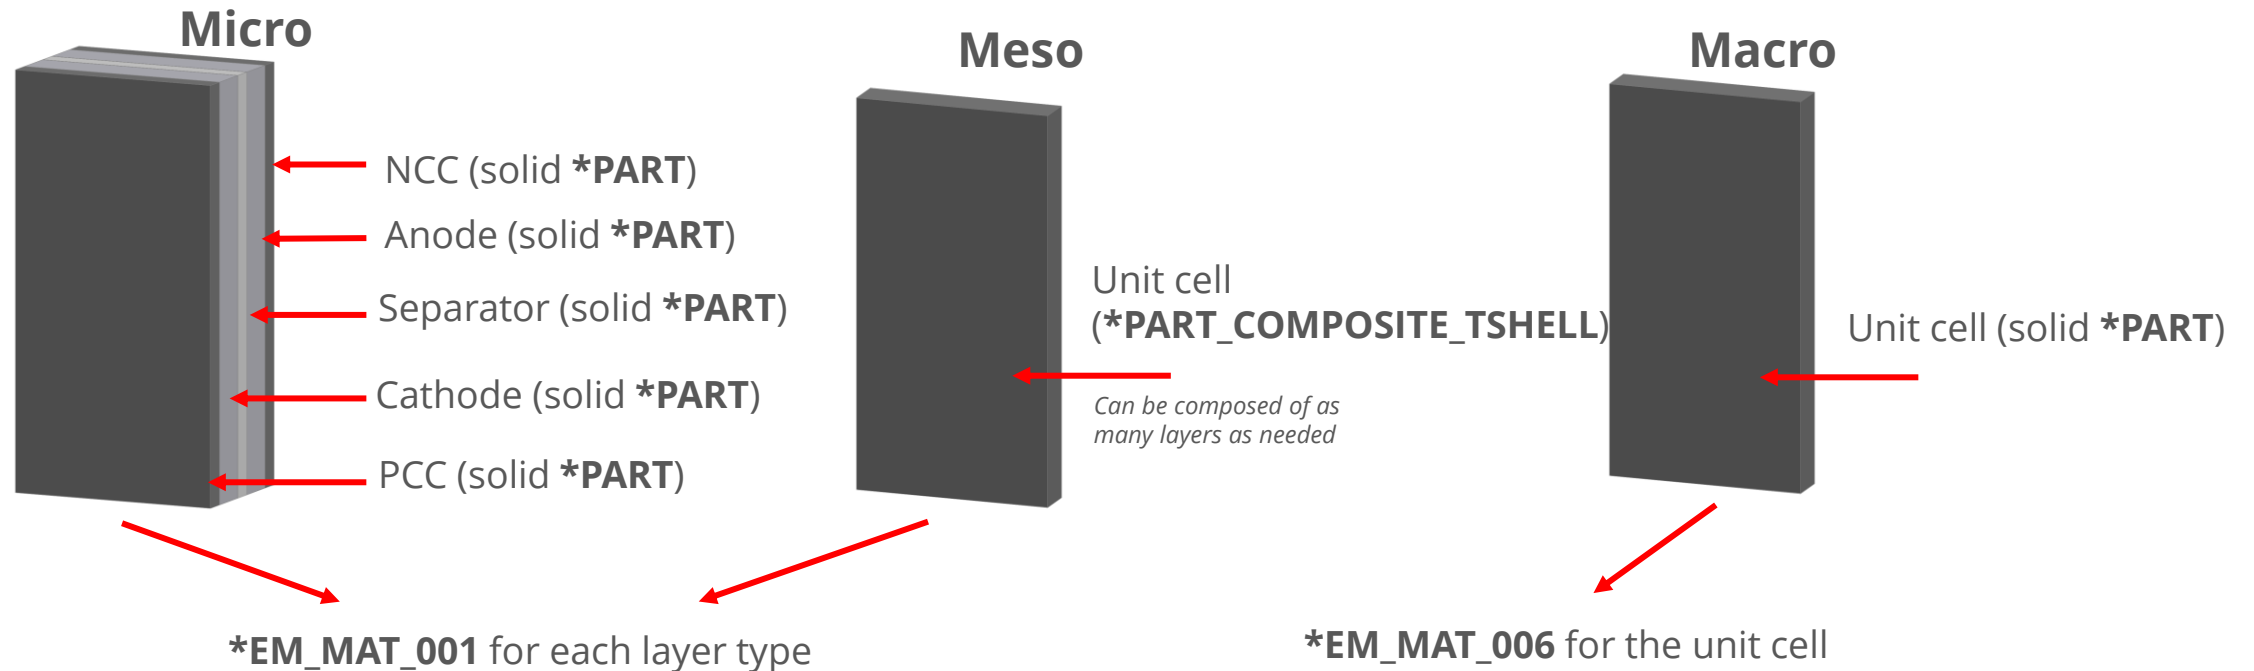 Micro
NCC (solid *PART)
Anode (solid *PART)
Separator (solid *PART)
Cathode (solid *PART)
PCC (solid *PART)
*EM_MAT_001 for each layer type
Meso
Unit cell
(*PART_COMPOSITE_TSHELL)
Can be composed of as
many layers as needed
Macro
Unit cell (solid *PART)
*EM_MAT_006 for the unit cell